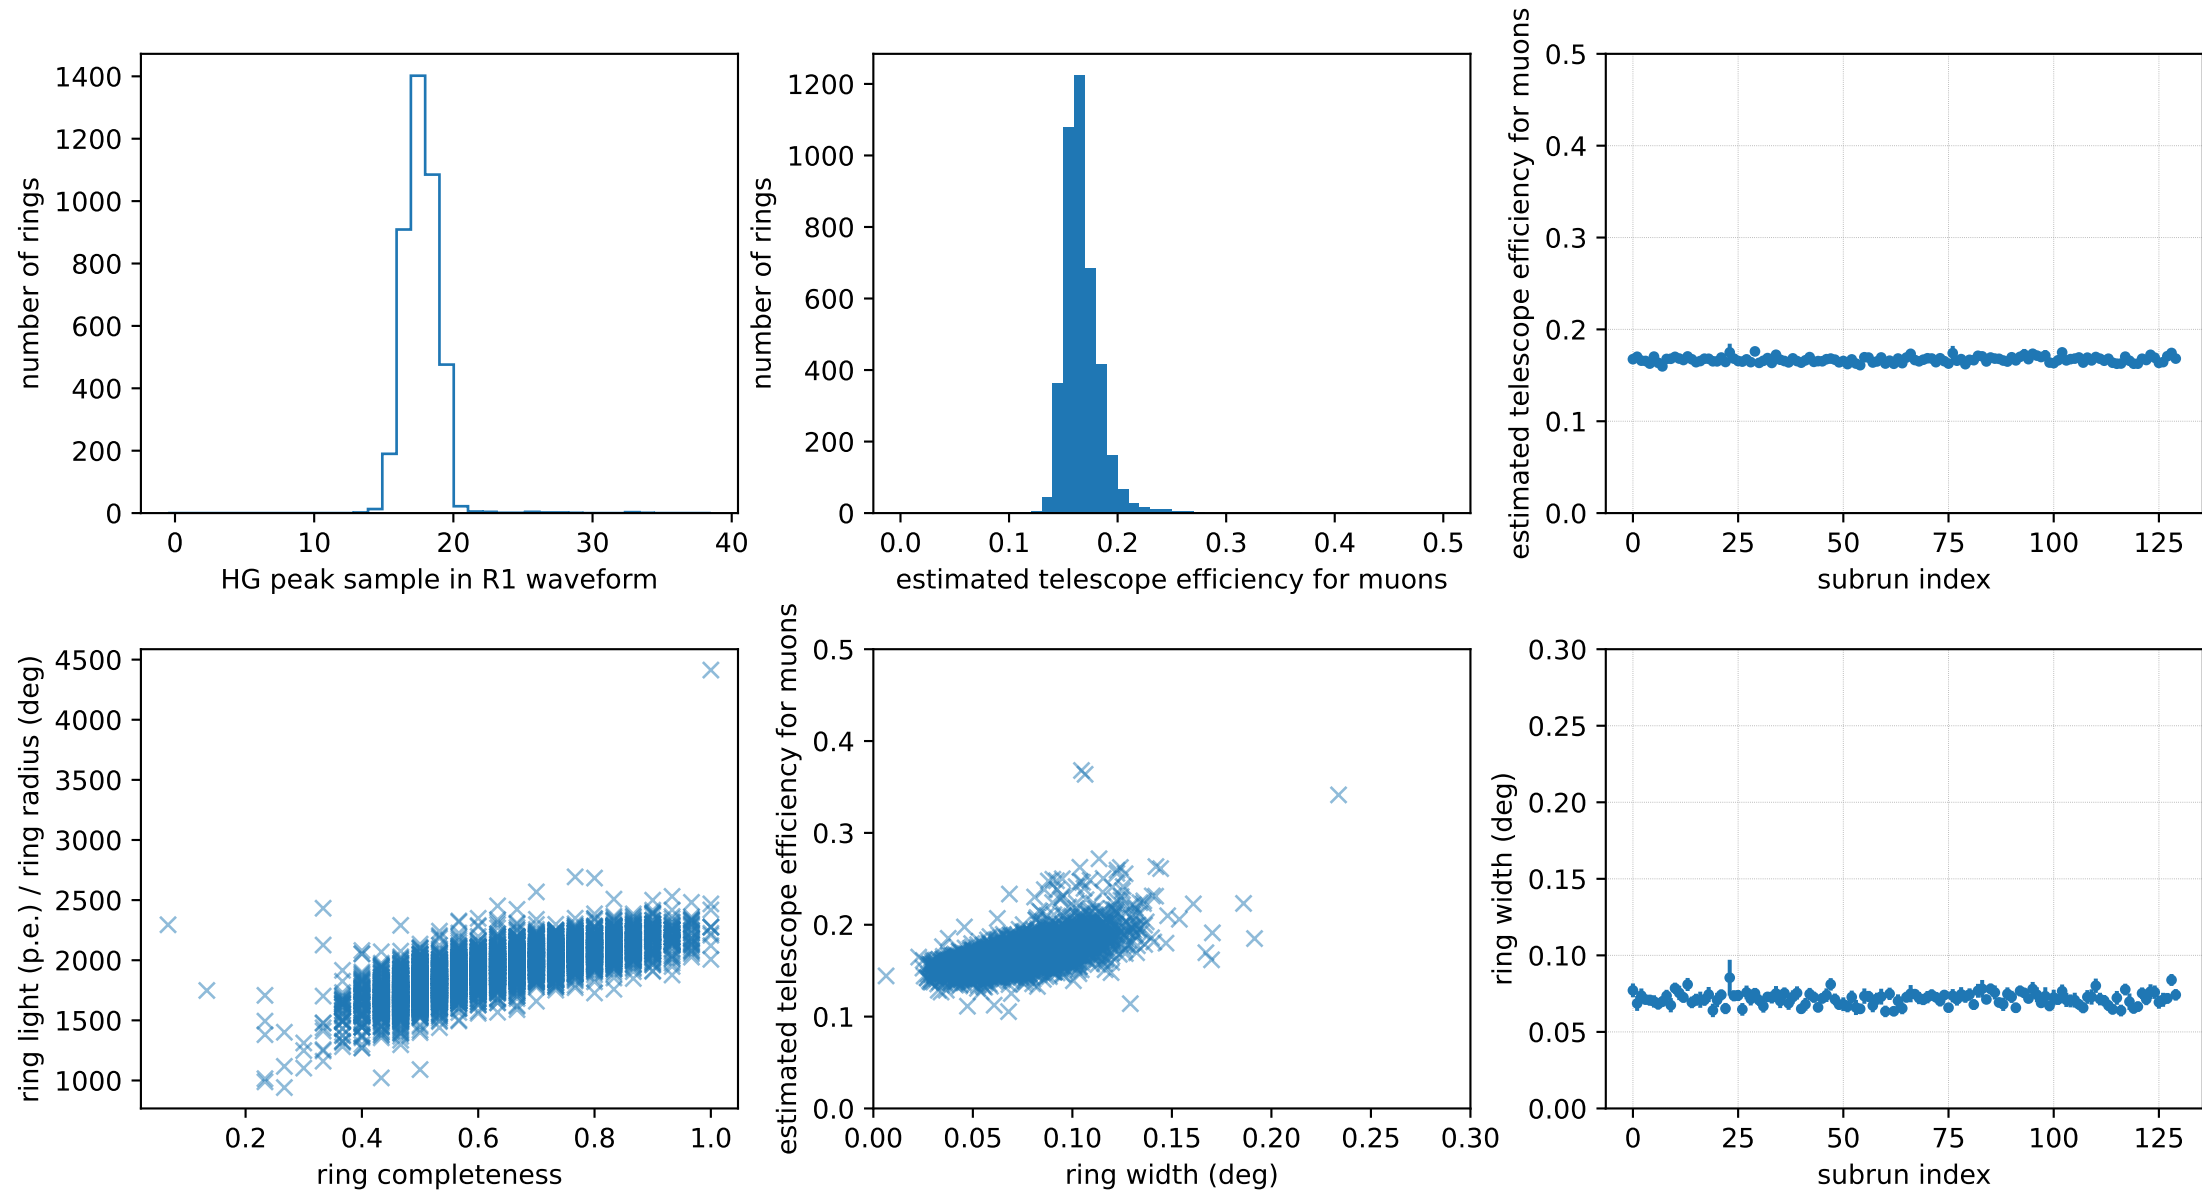 number of rings
1400
1200
1000
800
600
400
200
0
0 10 20 30 40
HG peak sample in R1 waveform
number of rings
1200
1000
800
600
400
200
0
0.0 0.1 0.2 0.3 0.4 0.5
estimated telescope efficiency for muons
estimated telescope efficiency for muons
0.5
0.4
0.3
0.2
0.1
0.0
0 25 50 75 100 125
subrun index
ring light (p.e.) / ring radius (deg)
4500
4000
3500
3000
2500
2000
1500
1000
0.2 0.4 0.6 0.8 1.0
ring completeness
estimated telescope efficiency for muons
0.5
0.4
0.3
0.2
0.1
0.0
0.00 0.05 0.10 0.15 0.20 0.25 0.30
ring width (deg)
ring width (deg)
0.30
0.25
0.20
0.15
0.10
0.05
0.00
0 25 50 75 100 125
subrun index